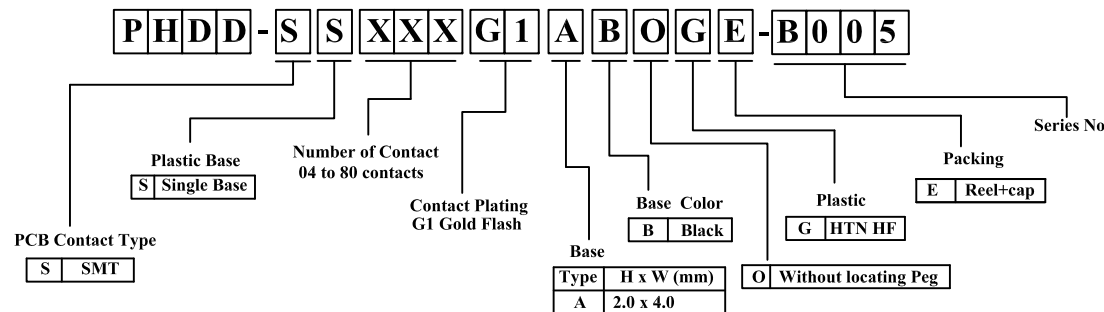 PHDD-SSXXXG1ABOGE-B005
Series No
Plastic Base
S Single Base
Number of Contact
04 to 80 contacts
Packing
E Reel+cap
Contact Plating
G1 Gold Flash
Base Color
B Black
Plastic
G HTN HF
PCB Contact Type
S SMT
Base
Type H x W (mm)
A 2.0 x 4.0
O Without locating Peg